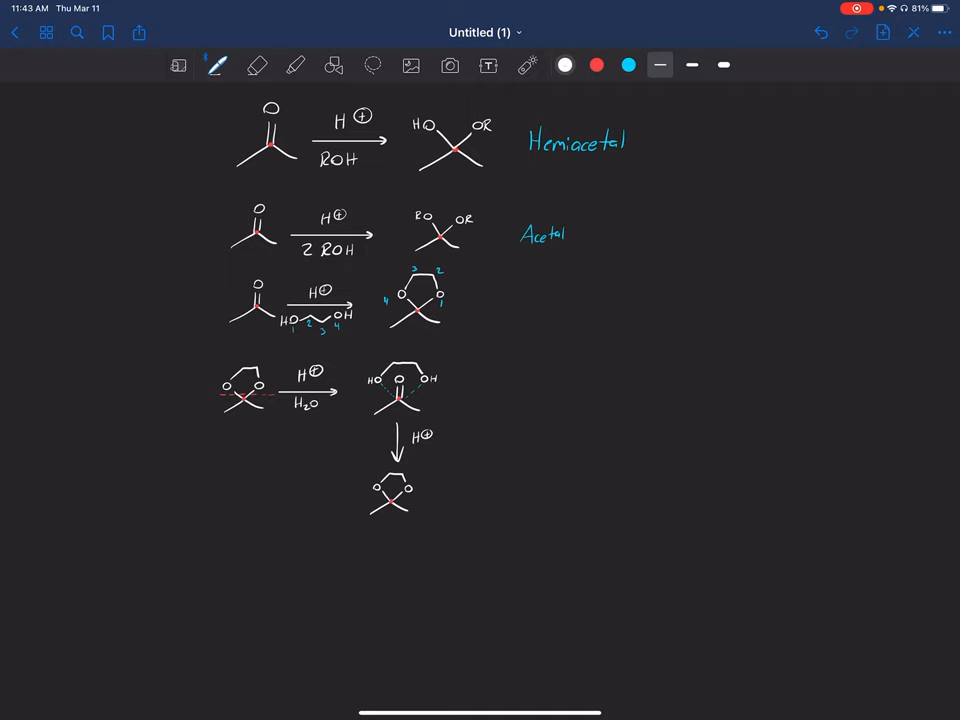 11:43 AM Thu Mar 11
81%
Untitled (1)
T
O
H +
ROH
HO OR
Hemiacetal
O
H+
2 ROH
RO OR
Acetal
O
H+
HO OH
1 2 3 4
3 2
O O
4 1
O O
H+
H2O
HO O OH
H+
O O